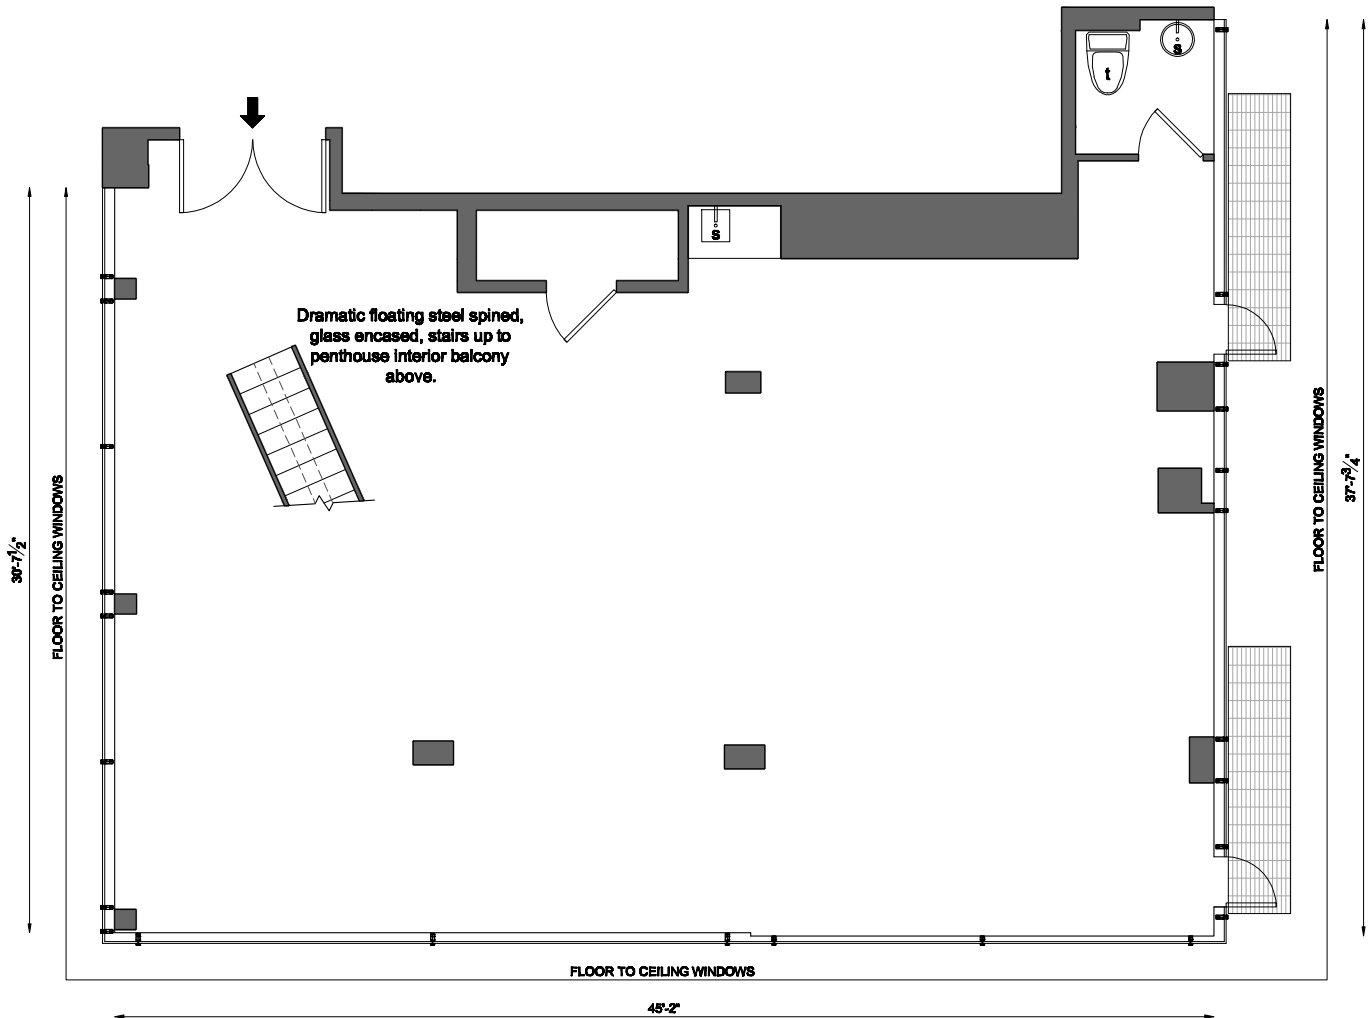 s
t
s
Dramatic floating steel spined,
glass encased, stairs up to
penthouse interior balcony
above.
30'-7½"
FLOOR TO CEILING WINDOWS
FLOOR TO CEILING WINDOWS
37'-7¾"
FLOOR TO CEILING WINDOWS
45'-2"